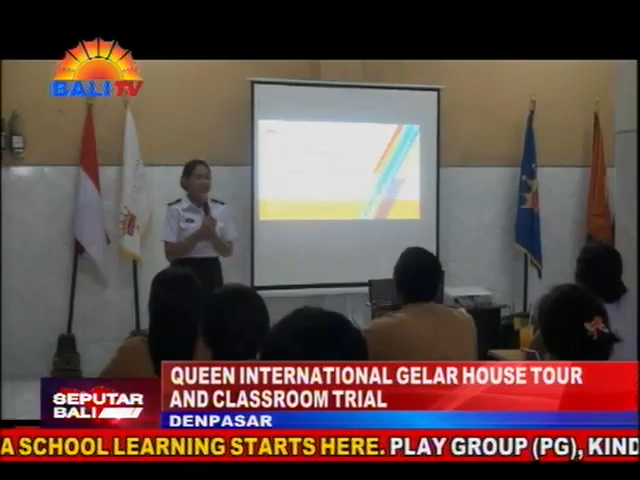 BALI TV
QUEEN INTERNATIONAL GELAR HOUSE TOUR
AND CLASSROOM TRIAL
SEPUTAR
BALI
DENPASAR
A SCHOOL LEARNING STARTS HERE. PLAY GROUP (PG), KIND